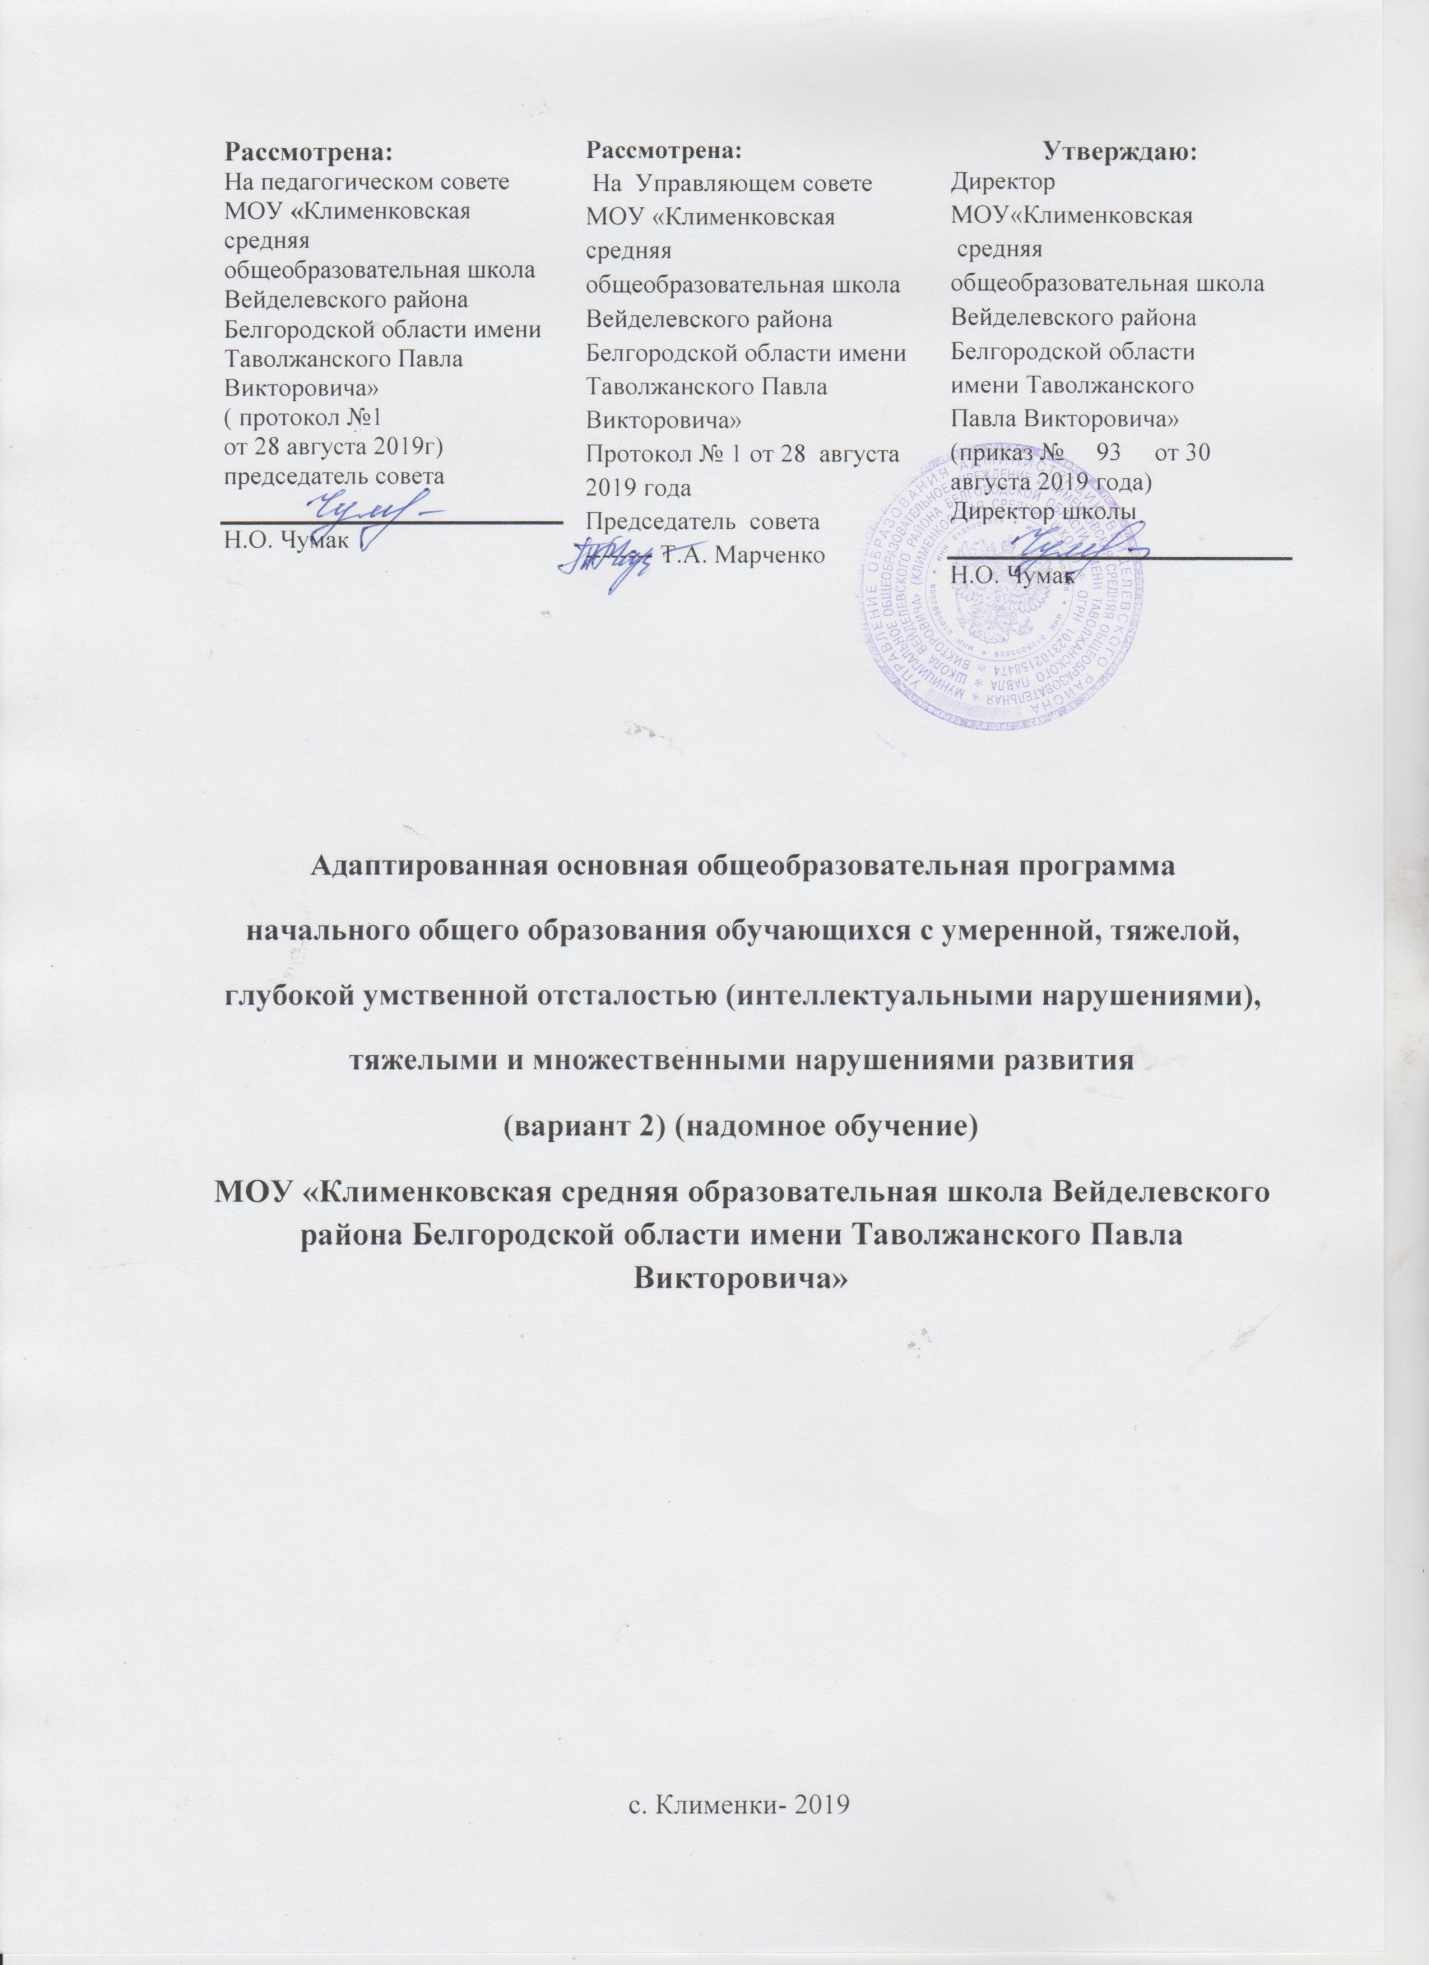 Рассмотрена:
На педагогическом совете
МОУ «Клименковская
средняя
общеобразовательная школа
Вейделевского района
Белгородской области имени
Таволжанского Павла
Викторовича»
( протокол №1
от 28 августа 2019г)
председатель совета
Н.О. Чумак
Рассмотрена:
На  Управляющем совете
МОУ «Клименковская
средняя
общеобразовательная школа
Вейделевского района
Белгородской области имени
Таволжанского Павла
Викторовича»
Протокол № 1 от 28  августа
2019 года
Председатель  совета
Т.А. Марченко
Утверждаю:
Директор
МОУ«Клименковская
средняя
общеобразовательная школа
Вейделевского района
Белгородской области
имени Таволжанского
Павла Викторовича»
(приказ №  93  от 30
августа 2019 года)
Директор школы
Н.О. Чумак
Адаптированная основная общеобразовательная программа
начального общего образования обучающихся с умеренной, тяжелой,
глубокой умственной отсталостью (интеллектуальными нарушениями),
тяжелыми и множественными нарушениями развития
(вариант 2) (надомное обучение)
МОУ «Клименковская средняя образовательная школа Вейделевского
района Белгородской области имени Таволжанского Павла
Викторовича»
с. Клименки- 2019